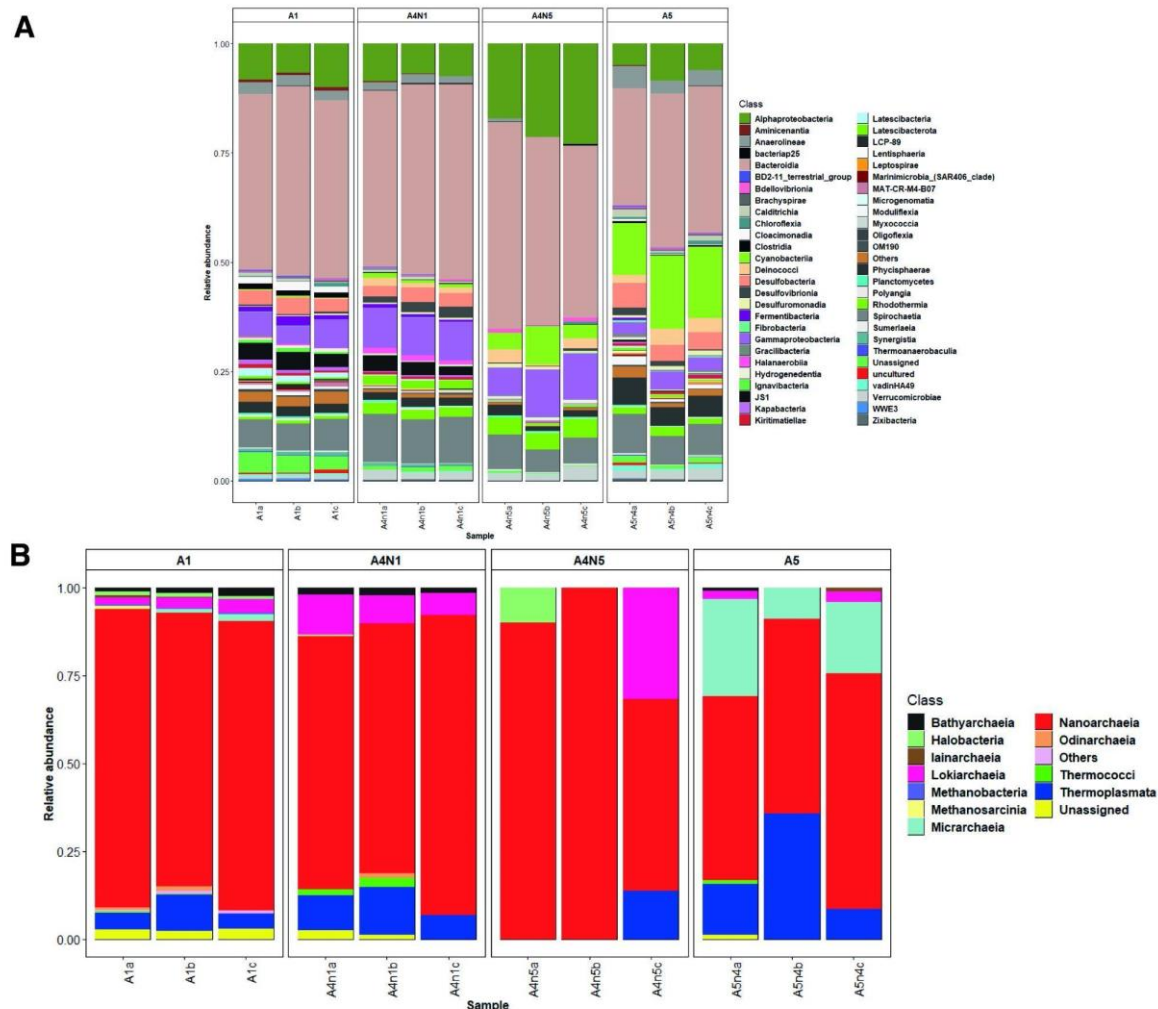 A
A1 A4N1 A4N5 A5
1.00
0.75
0.50
0.25
0.00
Relative abundance
A1a A1b A1c A4n1a A4n1b A4n1c A4n5a A4n5b A4n5c A5n4a A5n4b A5n4c
Sample
Class
Alphaproteobacteria Latescibacteria
Aminicenantia Latescibacterota
Anaerolineae LCP-89
bacteriap25 Lentisphaeria
Bacteroidia Leptospirae
BD2-11_terrestrial_group Marinimicrobia_(SAR406_clade)
Bdellovibrionia MAT-CR-M4-B07
Brachyspirae Microgenomatia
Calditrichia Moduliflexia
Chloroflexia Myxococcia
Cloacimonadia Oligoflexia
Clostridia OM190
Cyanobacteriia Others
Deinococci Phycisphaerae
Desulfobacteria Planctomycetes
Desulfovibrionia Polyangia
Desulfuromonadia Rhodothermia
Fermentibacteria Spirochaetia
Fibrobacteria Sumerlaeia
Gammaproteobacteria Synergistia
Gracilibacteria Thermoanaerobaculia
Halanaerobiia Unassigned
Hydrogenedentia uncultured
Ignavibacteria vadinHA49
JS1 Verrucomicrobiae
Kapabacteria WWE3
Kiritimatiellae Zixibacteria
B
A1 A4N1 A4N5 A5
1.00
0.75
0.50
0.25
0.00
Relative abundance
A1a A1b A1c A4n1a A4n1b A4n1c A4n5a A4n5b A4n5c A5n4a A5n4b A5n4c
Sample
Class
Bathyarchaeia Nanoarchaeia
Halobacteria Odinarchaeia
Iainarchaeia Others
Lokiarchaeia Thermococci
Methanobacteria Thermoplasmata
Methanosarcinia Unassigned
Micrarchaeia